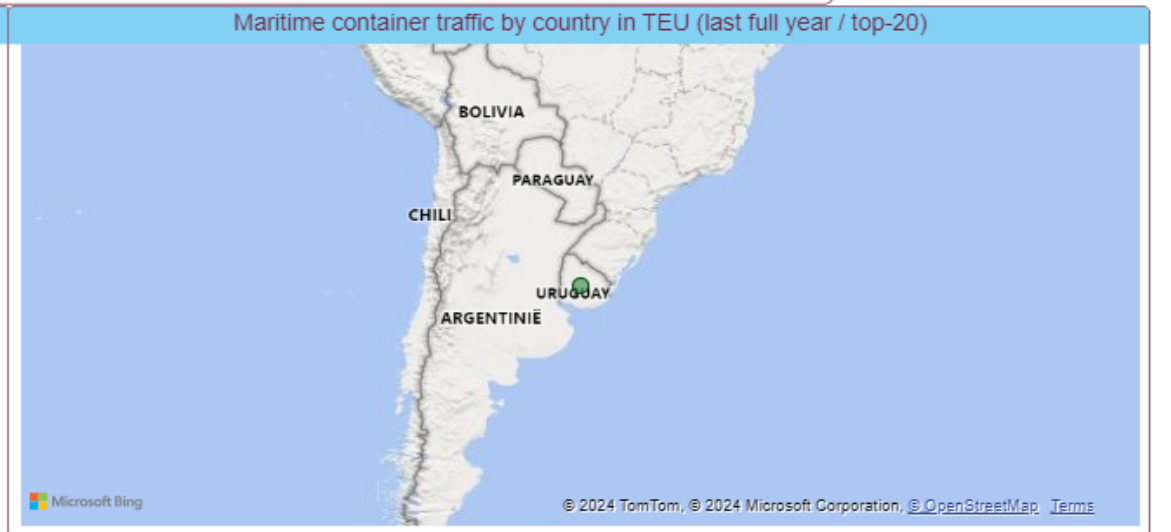 Maritime container traffic by country in TEU (last full year / top-20)
BOLIVIA
PARAGUAY
CHILI
URUGUAY
ARGENTINIË
Microsoft Bing
© 2024 TomTom, © 2024 Microsoft Corporation, © OpenStreetMap Terms